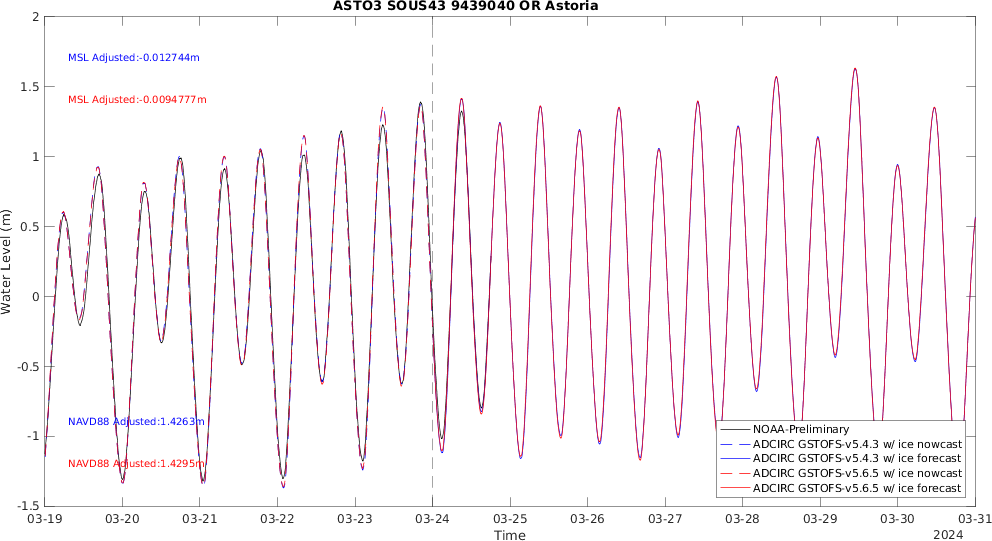 ASTO3 SOUS43 9439040 OR Astoria
Water Level (m)
2
1.5
1
0.5
0
-0.5
-1
-1.5
MSL Adjusted:-0.012744m
MSL Adjusted:-0.0094777m
NAVD88 Adjusted:1.4263m
NAVD88 Adjusted:1.4295m
NOAA-Preliminary
ADCIRC GSTOFS-v5.4.3 w/ ice nowcast
ADCIRC GSTOFS-v5.4.3 w/ ice forecast
ADCIRC GSTOFS-v5.6.5 w/ ice nowcast
ADCIRC GSTOFS-v5.6.5 w/ ice forecast
03-19 03-20 03-21 03-22 03-23 03-24 03-25 03-26 03-27 03-28 03-29 03-30 03-31
Time
2024